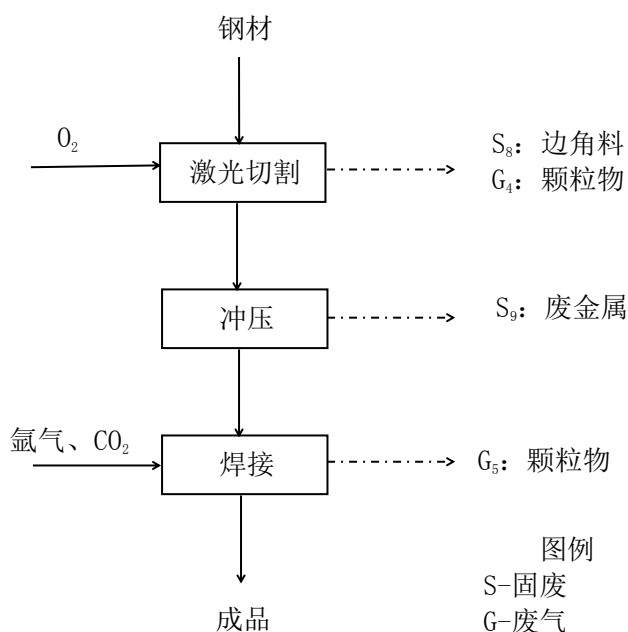 钢材
O₂
激光切割
S₈：边角料
G₄：颗粒物
冲压
S₉：废金属
氩气、CO₂
焊接
G₅：颗粒物
成品
图例
S-固废
G-废气